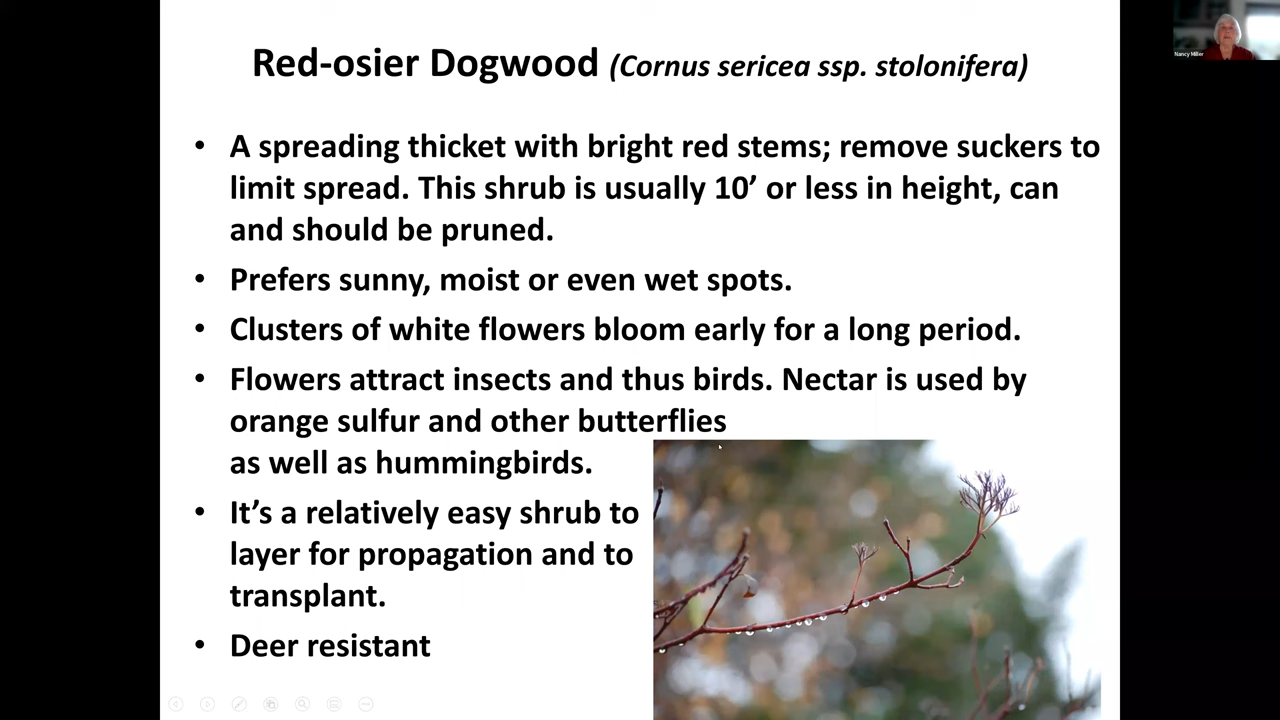 Red-osier Dogwood (Cornus sericea ssp. stolonifera)
Nancy Miller
• A spreading thicket with bright red stems; remove suckers to
limit spread. This shrub is usually 10’ or less in height, can
and should be pruned.
• Prefers sunny, moist or even wet spots.
• Clusters of white flowers bloom early for a long period.
• Flowers attract insects and thus birds. Nectar is used by
orange sulfur and other butterflies
as well as hummingbirds.
• It’s a relatively easy shrub to
layer for propagation and to
transplant.
• Deer resistant